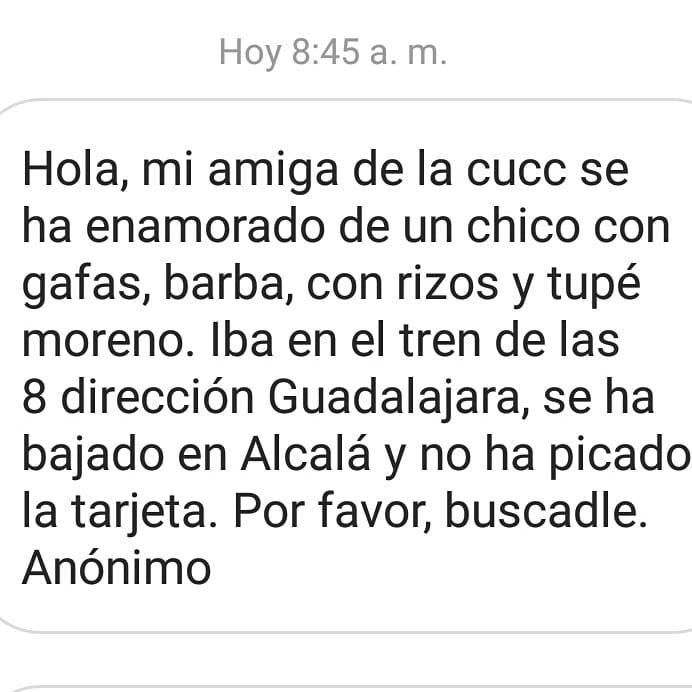 Hoy 8:45 a. m.
Hola, mi amiga de la cucc se
ha enamorado de un chico con
gafas, barba, con rizos y tupé
moreno. Iba en el tren de las
8 dirección Guadalajara, se ha
bajado en Alcalá y no ha picado
la tarjeta. Por favor, buscadle.
Anónimo